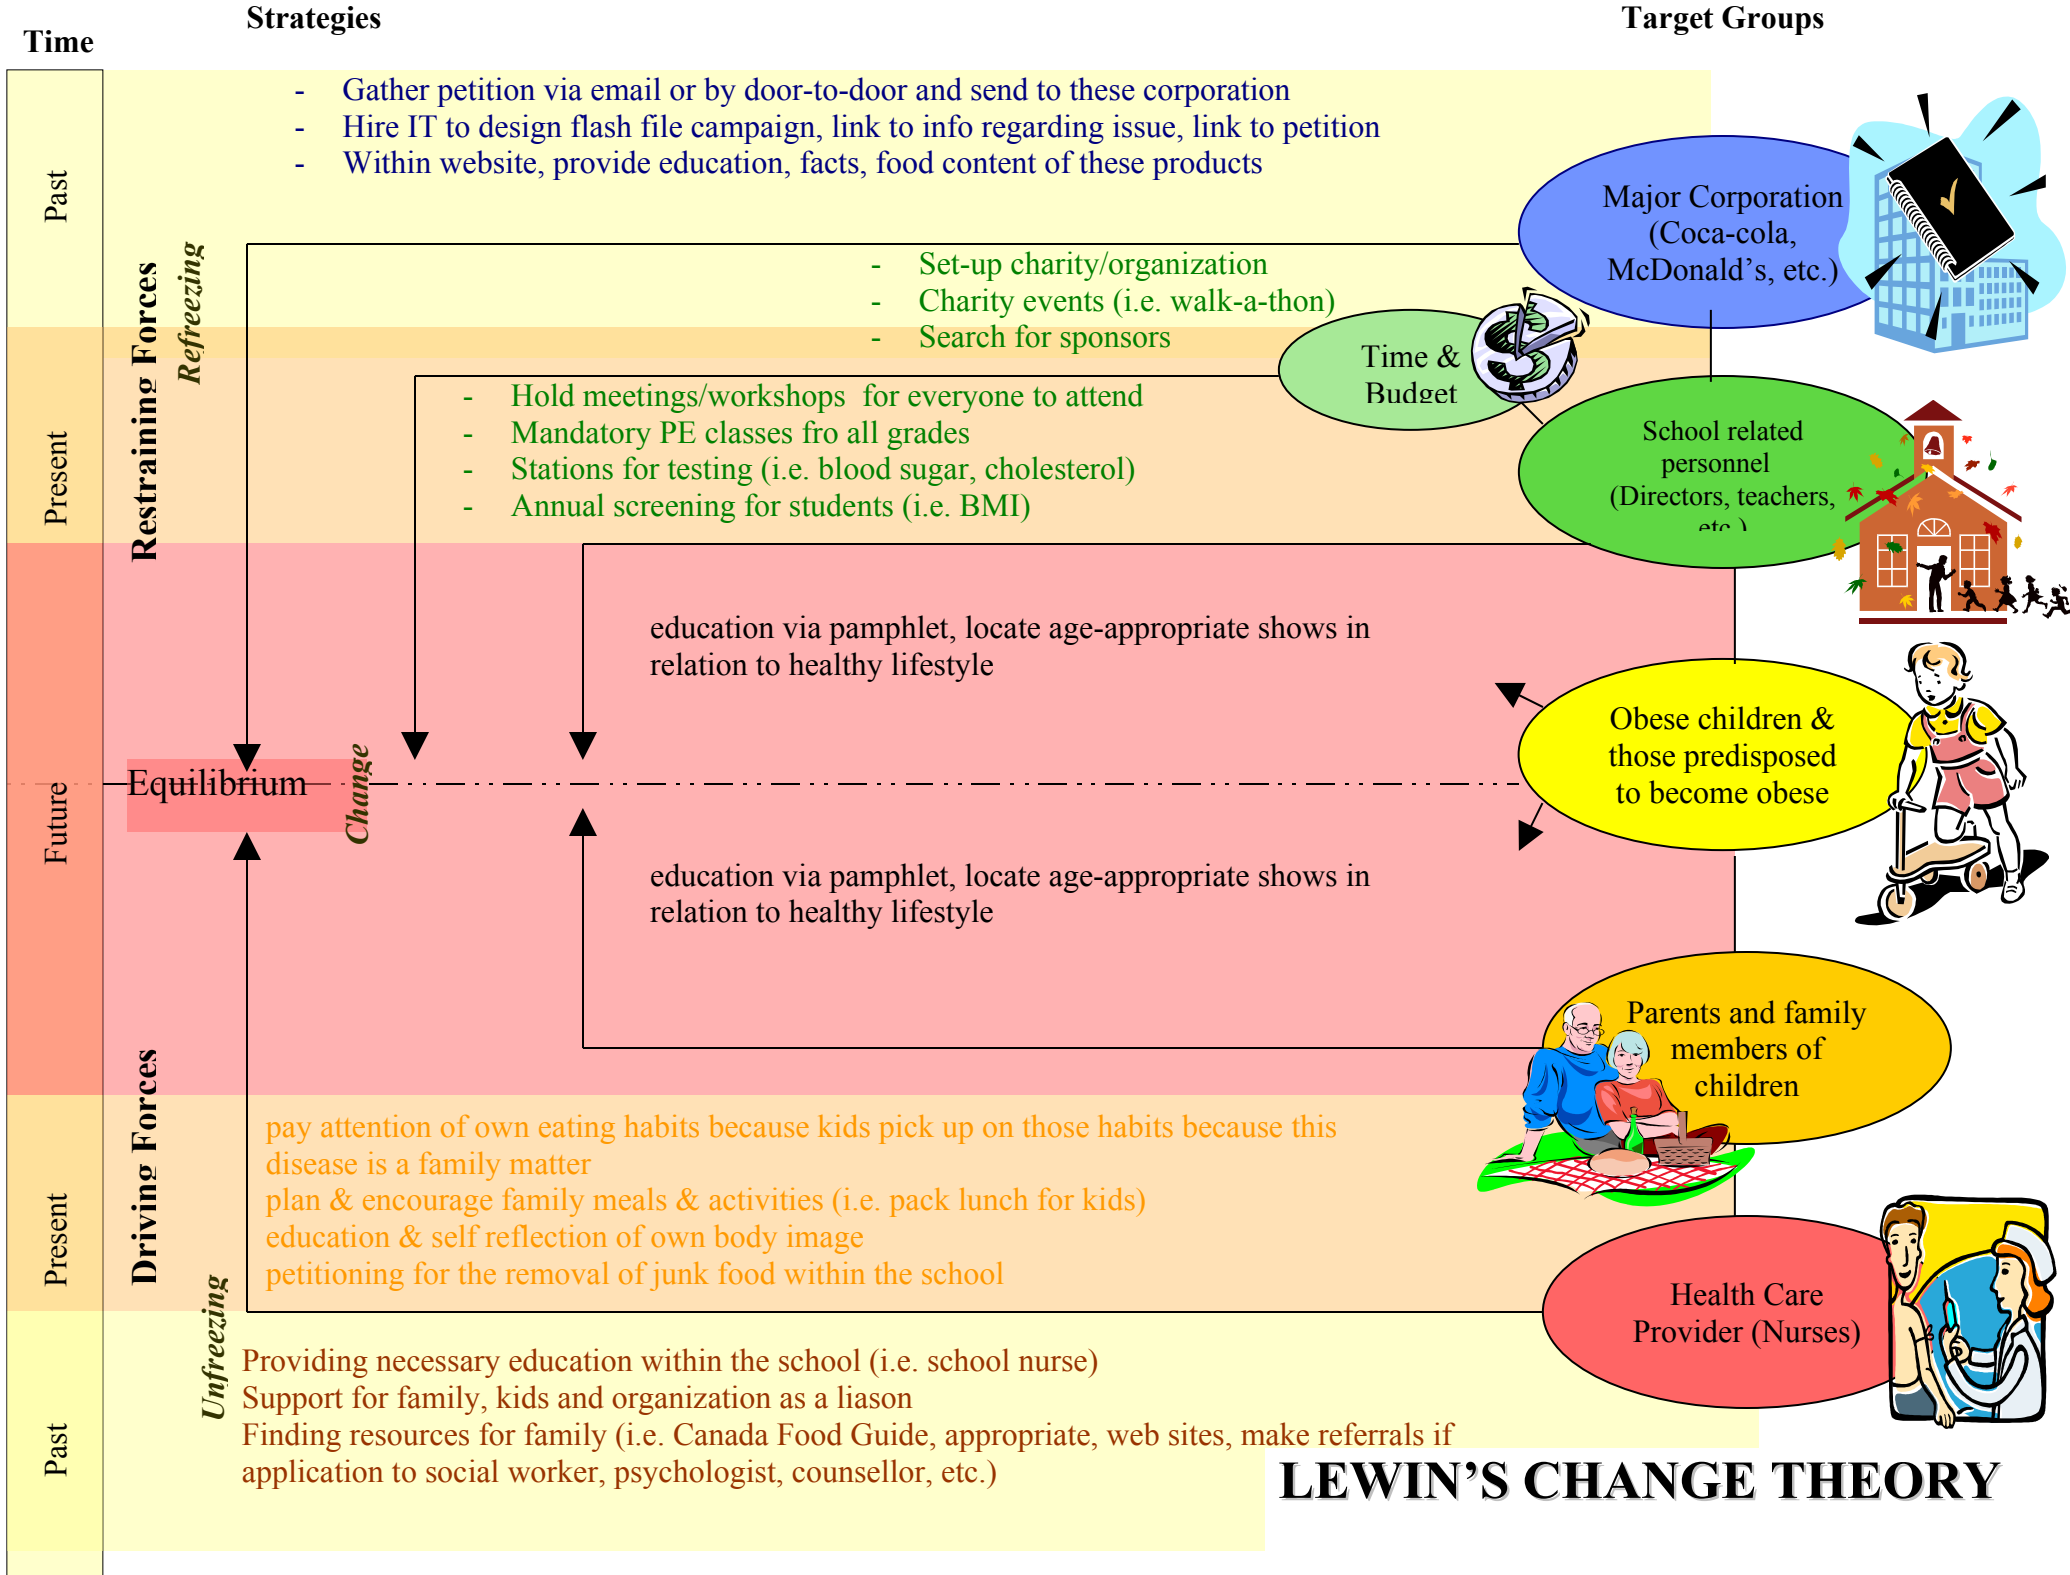 Strategies
Target Groups
Time
- Gather petition via email or by door-to-door and send to these corporation
- Hire IT to design flash file campaign, link to info regarding issue, link to petition
- Within website, provide education, facts, food content of these products
Past
Major Corporation
(Coca-cola,
McDonald’s, etc.)
Refreezing
Restraining Forces
- Set-up charity/organization
- Charity events (i.e. walk-a-thon)
- Search for sponsors
Time &
Budget
- Hold meetings/workshops for everyone to attend
- Mandatory PE classes fro all grades
- Stations for testing (i.e. blood sugar, cholesterol)
- Annual screening for students (i.e. BMI)
Present
School related
personnel
(Directors, teachers,
etc.)
education via pamphlet, locate age-appropriate shows in
relation to healthy lifestyle
Obese children &
those predisposed
to become obese
Equilibrium
Change
Future
education via pamphlet, locate age-appropriate shows in
relation to healthy lifestyle
Parents and family
members of
children
Driving Forces
pay attention of own eating habits because kids pick up on those habits because this
disease is a family matter
plan & encourage family meals & activities (i.e. pack lunch for kids)
education & self reflection of own body image
petitioning for the removal of junk food within the school
Present
Health Care
Provider (Nurses)
Unfreezing
Providing necessary education within the school (i.e. school nurse)
Support for family, kids and organization as a liason
Finding resources for family (i.e. Canada Food Guide, appropriate, web sites, make referrals if
application to social worker, psychologist, counsellor, etc.)
Past
LEWIN’S CHANGE THEORY